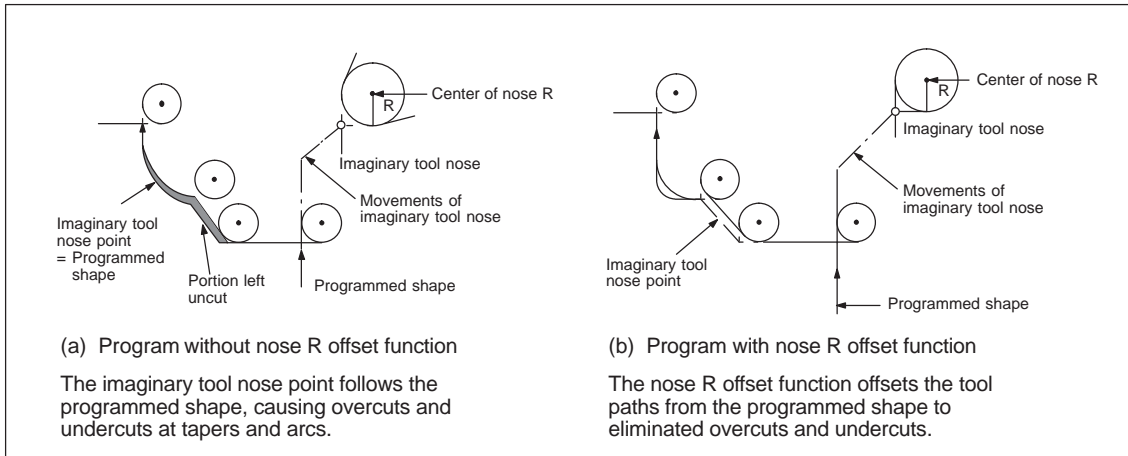 Center of nose R
R
Imaginary tool nose
Movements of
imaginary tool nose
Imaginary tool
nose point
= Programmed
shape
Portion left
uncut
Programmed shape
(a) Program without nose R offset function
The imaginary tool nose point follows the
programmed shape, causing overcuts and
undercuts at tapers and arcs.
Center of nose R
R
Imaginary tool nose
Movements of
imaginary tool nose
Imaginary tool
nose point
Programmed shape
(b) Program with nose R offset function
The nose R offset function offsets the tool
paths from the programmed shape to
eliminated overcuts and undercuts.